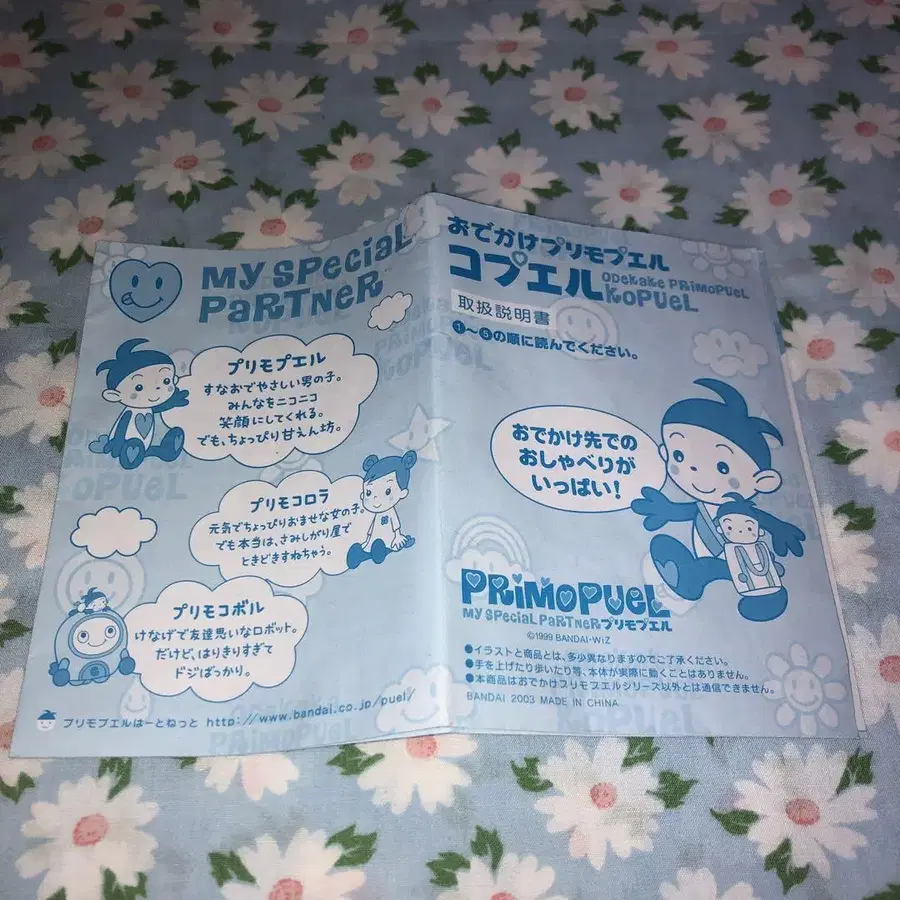 MY SPECIAL
PARTNER
プリモプエル
すなおでやさしい男の子。
みんなをニコニコ
笑顔にしてくれる。
でも、ちょっぴり甘えん坊。
プリモコロラ
元気でちょっぴりおませな女の子。
でも本当は、さみしがり屋で
ときどきすねちゃう。
プリモコボル
けなげで友達思いなロボット。
だけど、はりきりすぎて
ドジばっかり。
プリモプエルはーとねっと http://www.bandai.co.jp/puel/
おでかけプリモプエル
コプエル
ODEKAKE PRIMOPUEL
KOPUEL
取扱説明書
①〜⑤の順に読んでください。
おでかけ先での
おしゃべりが
いっぱい!
PRIMOPUEL
MY SPECIAL PARTNER プリモプエル
©1999 BANDAI・WiZ
●イラストと商品とは、多少異なりますのでご了承ください。
●手を上げたり歩いたり等、本体が実際に動くことはありません。
●本商品はおでかけプリモプエルシリーズ以外とは通信できません。
BANDAI 2003 MADE IN CHINA